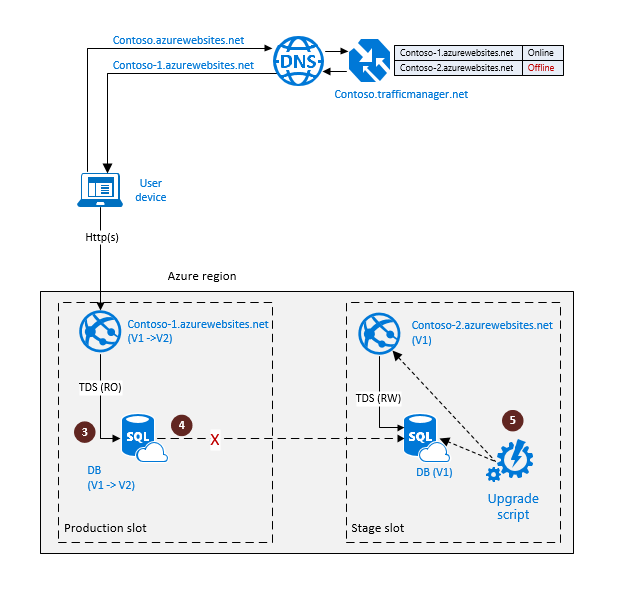 Contoso.azurewebsites.net
Contoso-1.azurewebsites.net
DNS
Contoso-1.azurewebsites.net Online
Contoso-2.azurewebsites.net Offline
Contoso.trafficmanager.net
User
device
Http(s)
Azure region
Contoso-1.azurewebsites.net
(V1 ->V2)
Contoso-2.azurewebsites.net
(V1)
TDS (RO)
TDS (RW)
3
SQL
4
X
SQL
5
DB
(V1 -> V2)
DB (V1)
Upgrade
script
Production slot
Stage slot